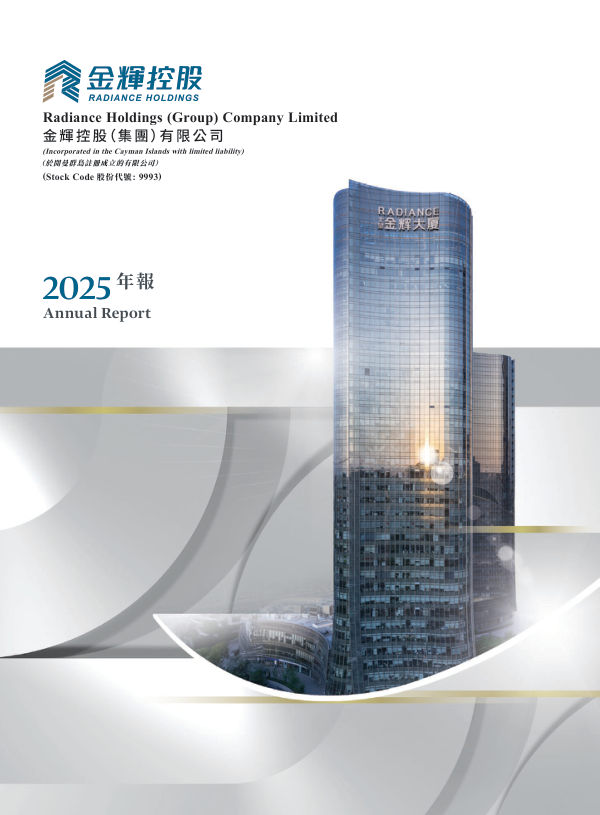 金輝控股
RADIANCE HOLDINGS
Radiance Holdings (Group) Company Limited
金輝控股(集團)有限公司
(Incorporated in the Cayman Islands with limited liability)
(於開曼群島註冊成立的有限公司)
(Stock Code 股份代號: 9993)
RADIANCE
金輝大廈
2025 年報
Annual Report